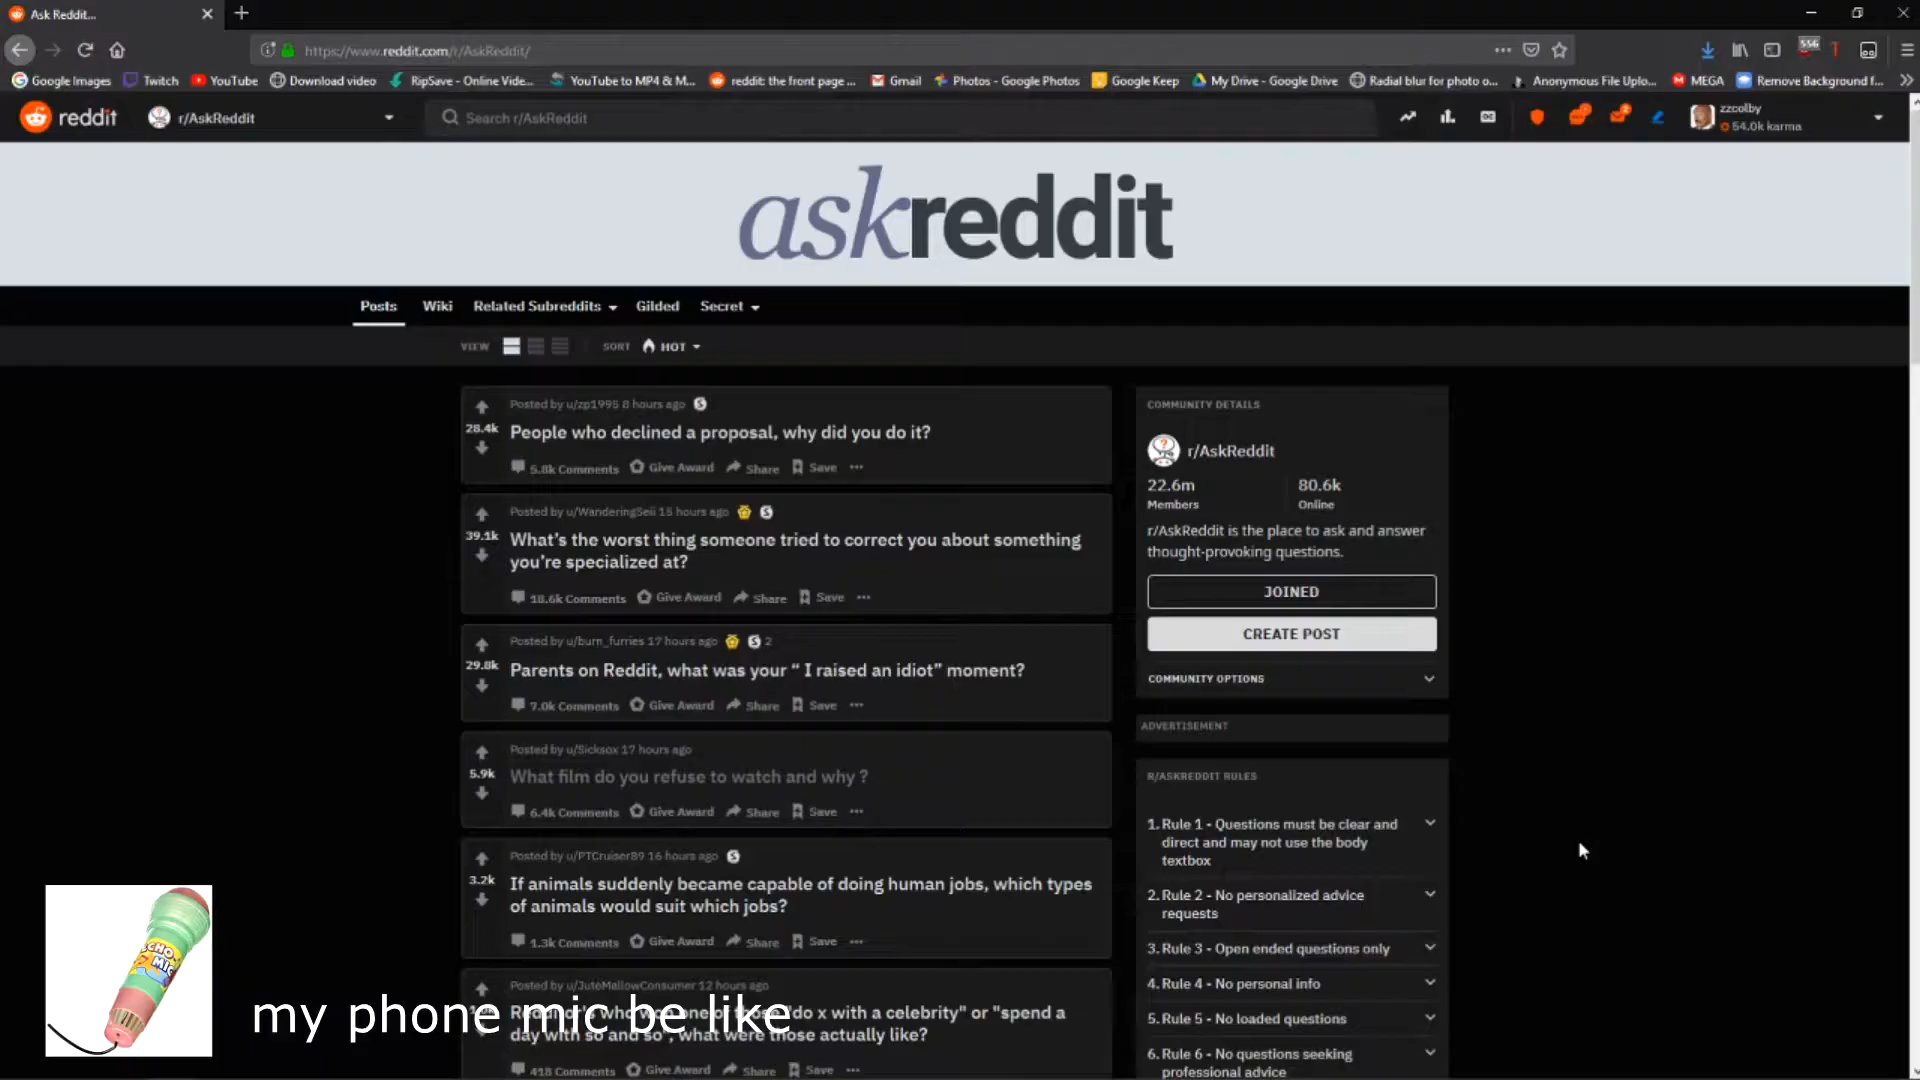 Ask Reddit...
https://www.reddit.com/r/AskReddit/
556
Google Images
Twitch
YouTube
Download video
RipSave - Online Vide...
YouTube to MP4 & M...
reddit: the front page ...
Gmail
Photos - Google Photos
Google Keep
My Drive - Google Drive
Radial blur for photo o...
Anonymous File Uplo...
MEGA
Remove Background f...
reddit
r/AskReddit
Search r/AskReddit
2
zzcolby
54.0k karma
askreddit
Posts
Wiki
Related Subreddits
Gilded
Secret
VIEW
SORT
HOT
Posted by u/zp1995 8 hours ago
28.4k
People who declined a proposal, why did you do it?
5.8k Comments Give Award Share Save
Posted by u/WanderingSeii 15 hours ago
39.1k
What's the worst thing someone tried to correct you about something
you're specialized at?
18.6k Comments Give Award Share Save
Posted by u/burn_furries 17 hours ago 2
29.8k
Parents on Reddit, what was your “ I raised an idiot” moment?
7.0k Comments Give Award Share Save
Posted by u/Sicksox 17 hours ago
5.9k
What film do you refuse to watch and why ?
6.4k Comments Give Award Share Save
Posted by u/PTCruiser89 16 hours ago
3.2k
If animals suddenly became capable of doing human jobs, which types
of animals would suit which jobs?
1.3k Comments Give Award Share Save
Posted by u/JuteMallowConsumer 12 hours ago
who won one of those "do x with a celebrity" or "spend a
day with so and so", what were those actually like?
418 Comments Give Award Share Save
COMMUNITY DETAILS
r/AskReddit
22.6m
Members
80.6k
Online
r/AskReddit is the place to ask and answer
thought-provoking questions.
JOINED
CREATE POST
COMMUNITY OPTIONS
ADVERTISEMENT
R/ASKREDDIT RULES
1. Rule 1 - Questions must be clear and
direct and may not use the body
textbox
2. Rule 2 - No personalized advice
requests
3. Rule 3 - Open ended questions only
4. Rule 4 - No personal info
5. Rule 5 - No loaded questions
6. Rule 6 - No questions seeking
professional advice
ECHO
MIC
my phone mic be like